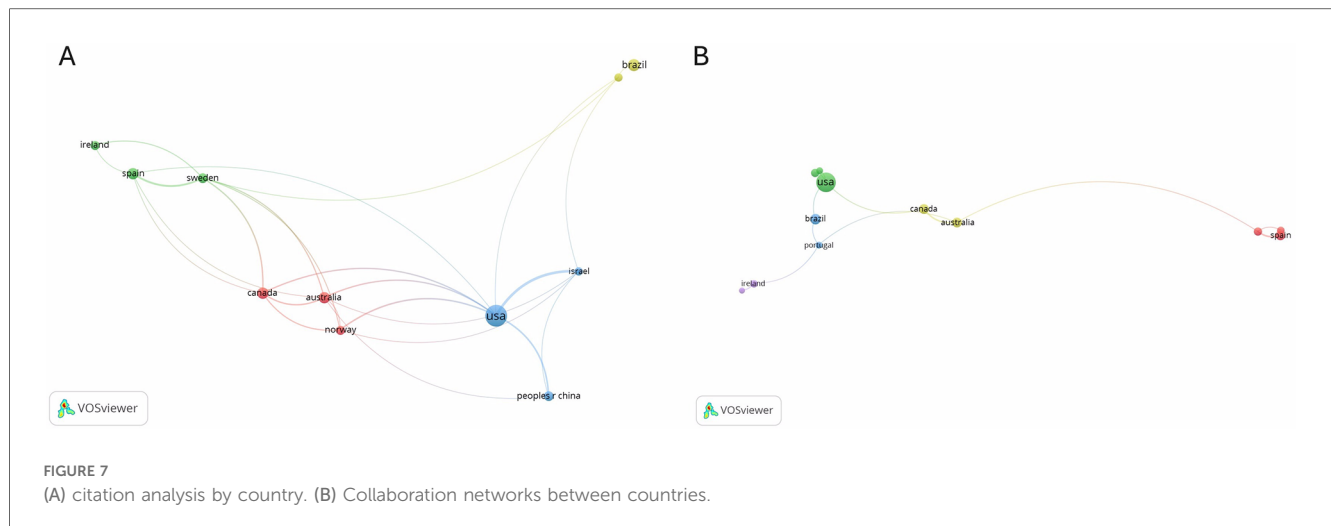 A
brazil
ireland
spain
sweden
israel
canada
australia
usa
norway
peoples r china
VOSviewer
B
usa
canada
brazil
australia
spain
portugal
ireland
VOSviewer
FIGURE 7
(A) citation analysis by country. (B) Collaboration networks between countries.